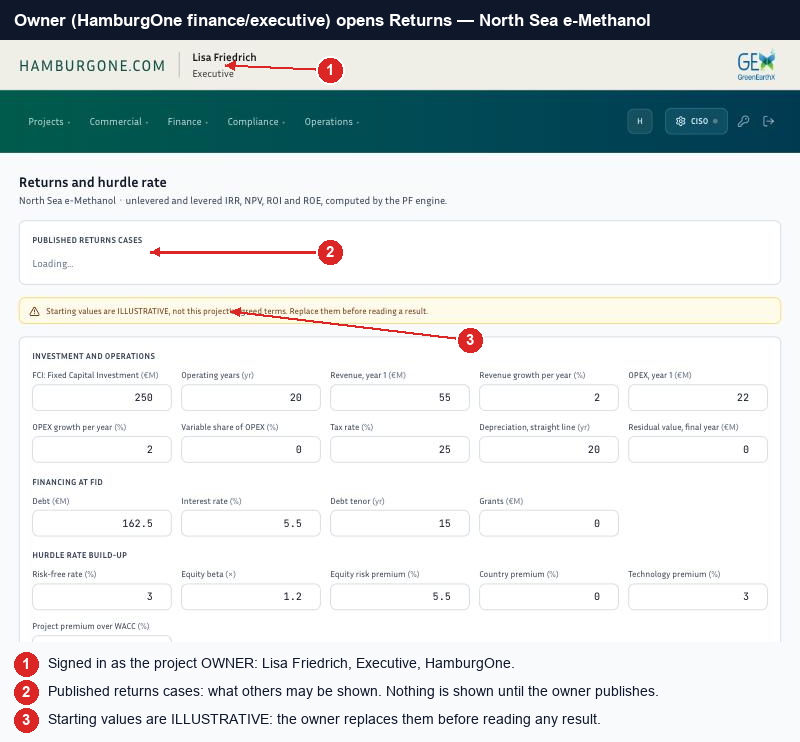 Owner (HamburgOne finance/executive) opens Returns — North Sea e-Methanol
HAMBURGONE.COM
Lisa Friedrich
Executive
1
GEX
GreenEarthX
Projects
Commercial
Finance
Compliance
Operations
H
CISO
Returns and hurdle rate
North Sea e-Methanol · unlevered and levered IRR, NPV, ROI and ROE, computed by the PF engine.
PUBLISHED RETURNS CASES
2
Loading...
Starting values are ILLUSTRATIVE, not this project's agreed terms. Replace them before reading a result.
3
INVESTMENT AND OPERATIONS
FCI: Fixed Capital Investment (€M) Operating years (yr) Revenue, year 1 (€M) Revenue growth per year (%) OPEX, year 1 (€M)
250 20 55 2 22
OPEX growth per year (%) Variable share of OPEX (%) Tax rate (%) Depreciation, straight line (yr) Residual value, final year (€M)
2 0 25 20 0
FINANCING AT FID
Debt (€M) Interest rate (%) Debt tenor (yr) Grants (€M)
162.5 5.5 15 0
HURDLE RATE BUILD-UP
Risk-free rate (%) Equity beta (×) Equity risk premium (%) Country premium (%) Technology premium (%)
3 1.2 5.5 0 3
Project premium over WACC (%)
1 Signed in as the project OWNER: Lisa Friedrich, Executive, HamburgOne.
2 Published returns cases: what others may be shown. Nothing is shown until the owner publishes.
3 Starting values are ILLUSTRATIVE: the owner replaces them before reading any result.